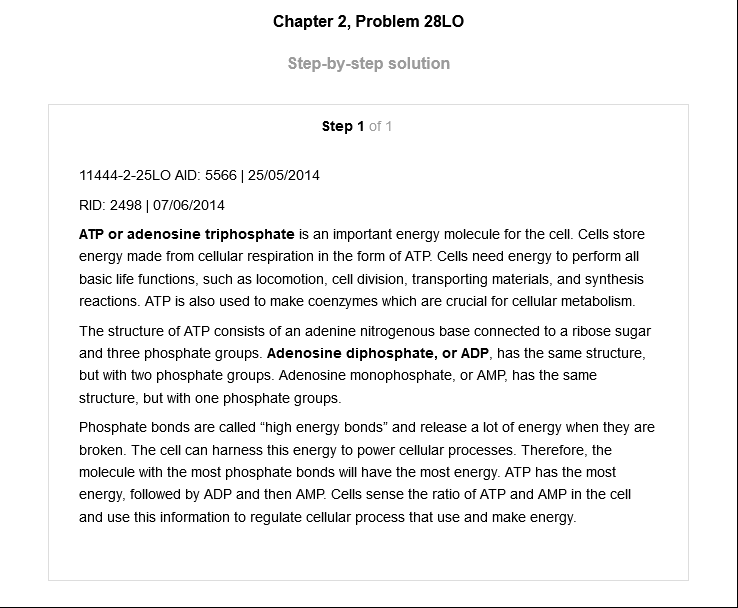 Chapter 2, Problem 28LO
Step-by-step solution
Step 1 of 1
11444-2-25LO AID: 5566 | 25/05/2014
RID: 2498 | 07/06/2014
ATP or adenosine triphosphate is an important energy molecule for the cell. Cells store
energy made from cellular respiration in the form of ATP. Cells need energy to perform all
basic life functions, such as locomotion, cell division, transporting materials, and synthesis
reactions. ATP is also used to make coenzymes which are crucial for cellular metabolism.
The structure of ATP consists of an adenine nitrogenous base connected to a ribose sugar
and three phosphate groups. Adenosine diphosphate, or ADP, has the same structure,
but with two phosphate groups. Adenosine monophosphate, or AMP, has the same
structure, but with one phosphate groups.
Phosphate bonds are called “high energy bonds” and release a lot of energy when they are
broken. The cell can harness this energy to power cellular processes. Therefore, the
molecule with the most phosphate bonds will have the most energy. ATP has the most
energy, followed by ADP and then AMP. Cells sense the ratio of ATP and AMP in the cell
and use this information to regulate cellular process that use and make energy.